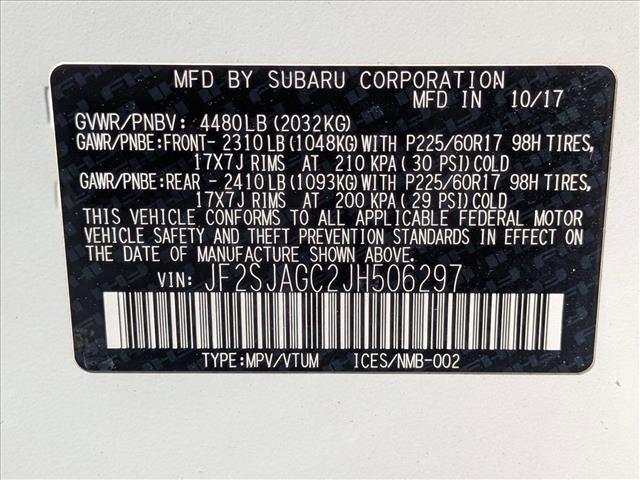 MFD BY SUBARU CORPORATION
MFD IN 10/17
GVWR/PNBV: 4480LB(2032KG)
GAWR/PNBE:FRONT-2310LB(1048KG)WITH P225/60R17 98H TIRES,
17X7J RIMS AT 210 KPA(30 PSI)COLD
GAWR/PNBE:REAR -2410LB(1093KG)WITH P225/60R17 98H TIRES,
17X7J RIMS AT 200 KPA(29 PSI)COLD
THIS VEHICLE CONFORMS TO ALL APPLICABLE FEDERAL MOTOR
VEHICLE SAFETY AND THEFT PREVENTION STANDARDS IN EFFECT ON
THE DATE OF MANUFACTURE SHOWN ABOVE.
VIN: JF2SJAGC2JH506297
TYPE:MPV/VTUM ICES/NMB-002